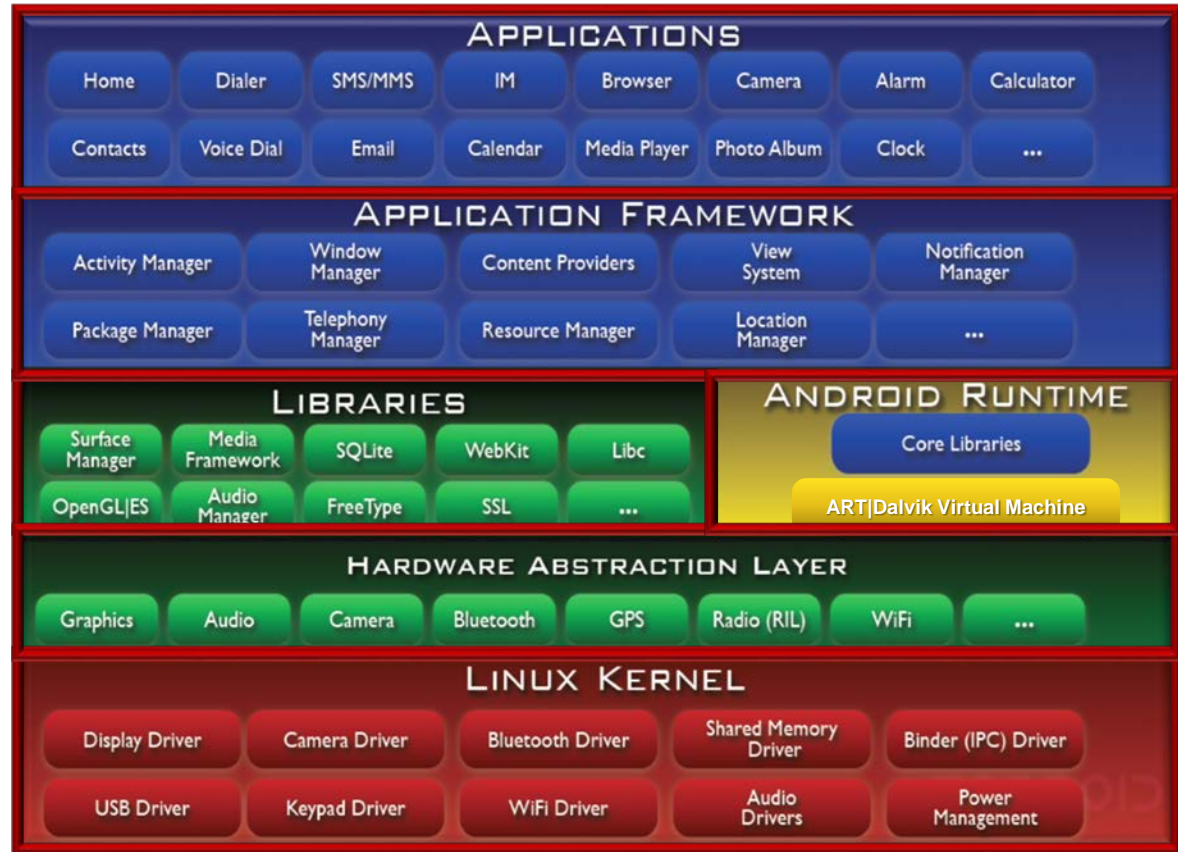 APPLICATIONS
Home Dialer SMS/MMS IM Browser Camera Alarm Calculator
Contacts Voice Dial Email Calendar Media Player Photo Album Clock ...
APPLICATION FRAMEWORK
Activity Manager Window Manager Content Providers View System Notification Manager
Package Manager Telephony Manager Resource Manager Location Manager ...
LIBRARIES
Surface Manager Media Framework SQLite WebKit Libc
OpenGL|ES Audio Manager FreeType SSL ...
ANDROID RUNTIME
Core Libraries
ART|Dalvik Virtual Machine
HARDWARE ABSTRACTION LAYER
Graphics Audio Camera Bluetooth GPS Radio (RIL) WiFi ...
LINUX KERNEL
Display Driver Camera Driver Bluetooth Driver Shared Memory Driver Binder (IPC) Driver
USB Driver Keypad Driver WiFi Driver Audio Drivers Power Management